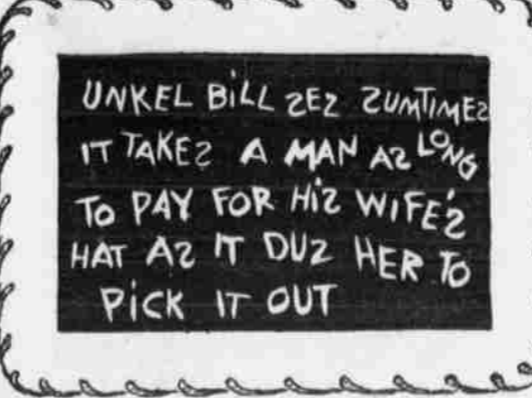 UNKEL BiLL ZEZ ZUMTIMEZ
IT TAKEZ A MAN AZ LONG
TO PAY FOR HiZ WIFE'Z
HAT AZ IT DUZ HER TO
PiCK IT OUT